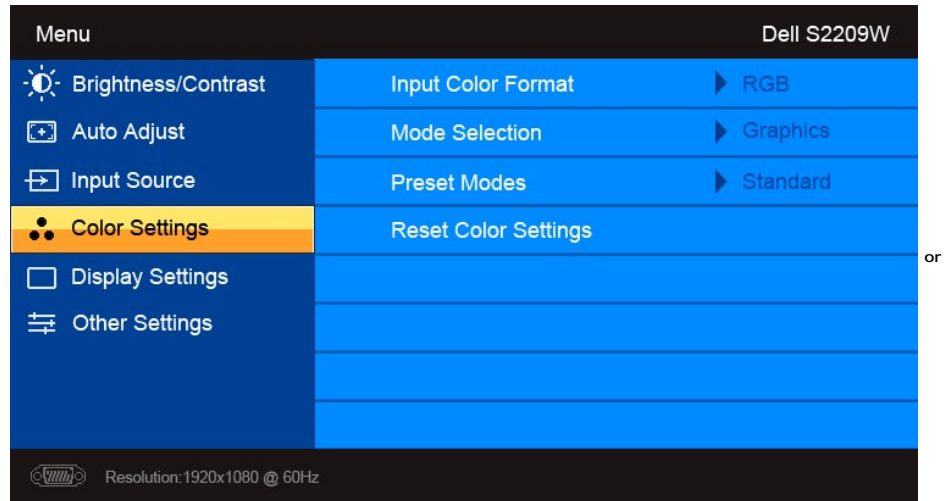 Menu Dell S2209W
Brightness/Contrast Input Color Format RGB
Auto Adjust Mode Selection Graphics
Input Source Preset Modes Standard
Color Settings Reset Color Settings
or
Display Settings
Other Settings
Resolution:1920x1080 @ 60Hz